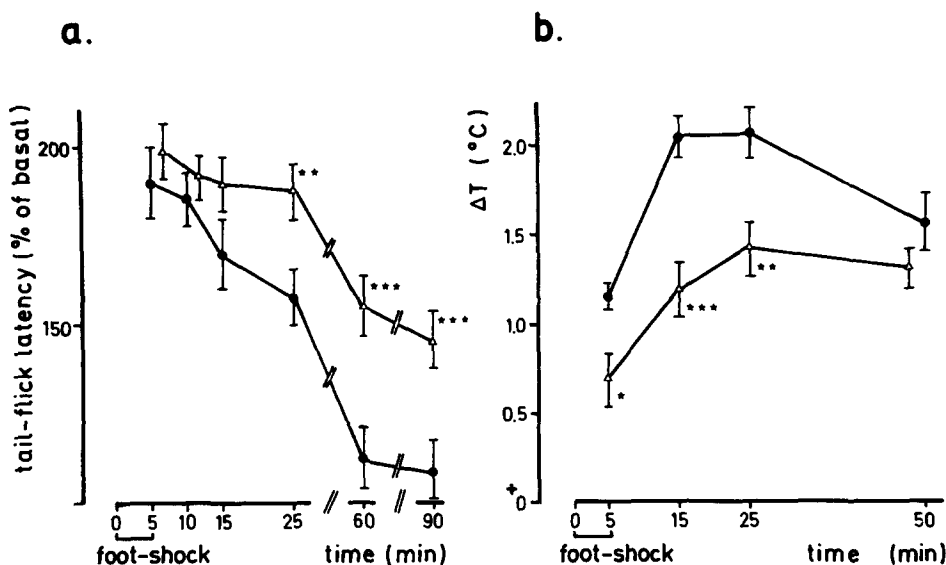 a.
tail-flick latency (% of basal)
200
150
**
***
***
0 5 10 15 25 60 90
foot-shock time (min)
b.
ΔT (°C)
2.0
1.5
1.0
0.5
+
0
*
***
**
0 5 15 25 50
foot-shock time (min)